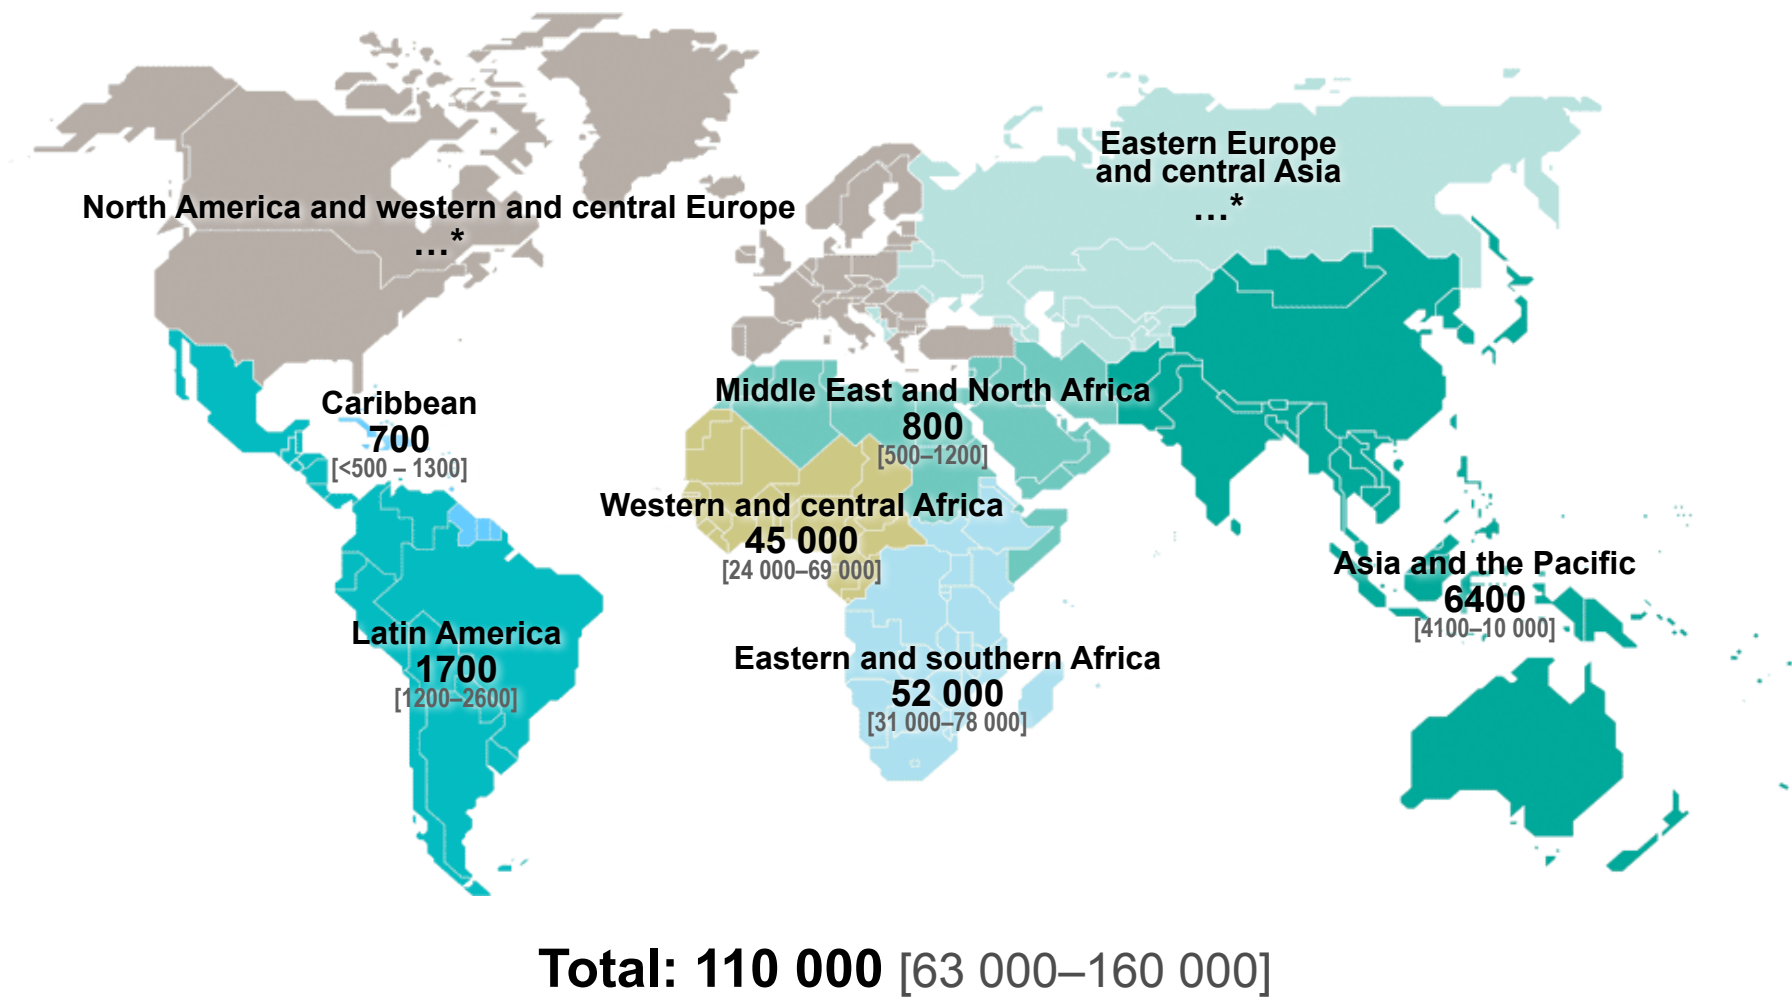 Eastern Europe
and central Asia
…*
North America and western and central Europe
…*
Middle East and North Africa
800
[500–1200]
Caribbean
700
[<500 – 1300]
Western and central Africa
45 000
[24 000–69 000]
Asia and the Pacific
6400
[4100–10 000]
Latin America
1700
[1200–2600]
Eastern and southern Africa
52 000
[31 000–78 000]
Total: 110 000 [63 000–160 000]